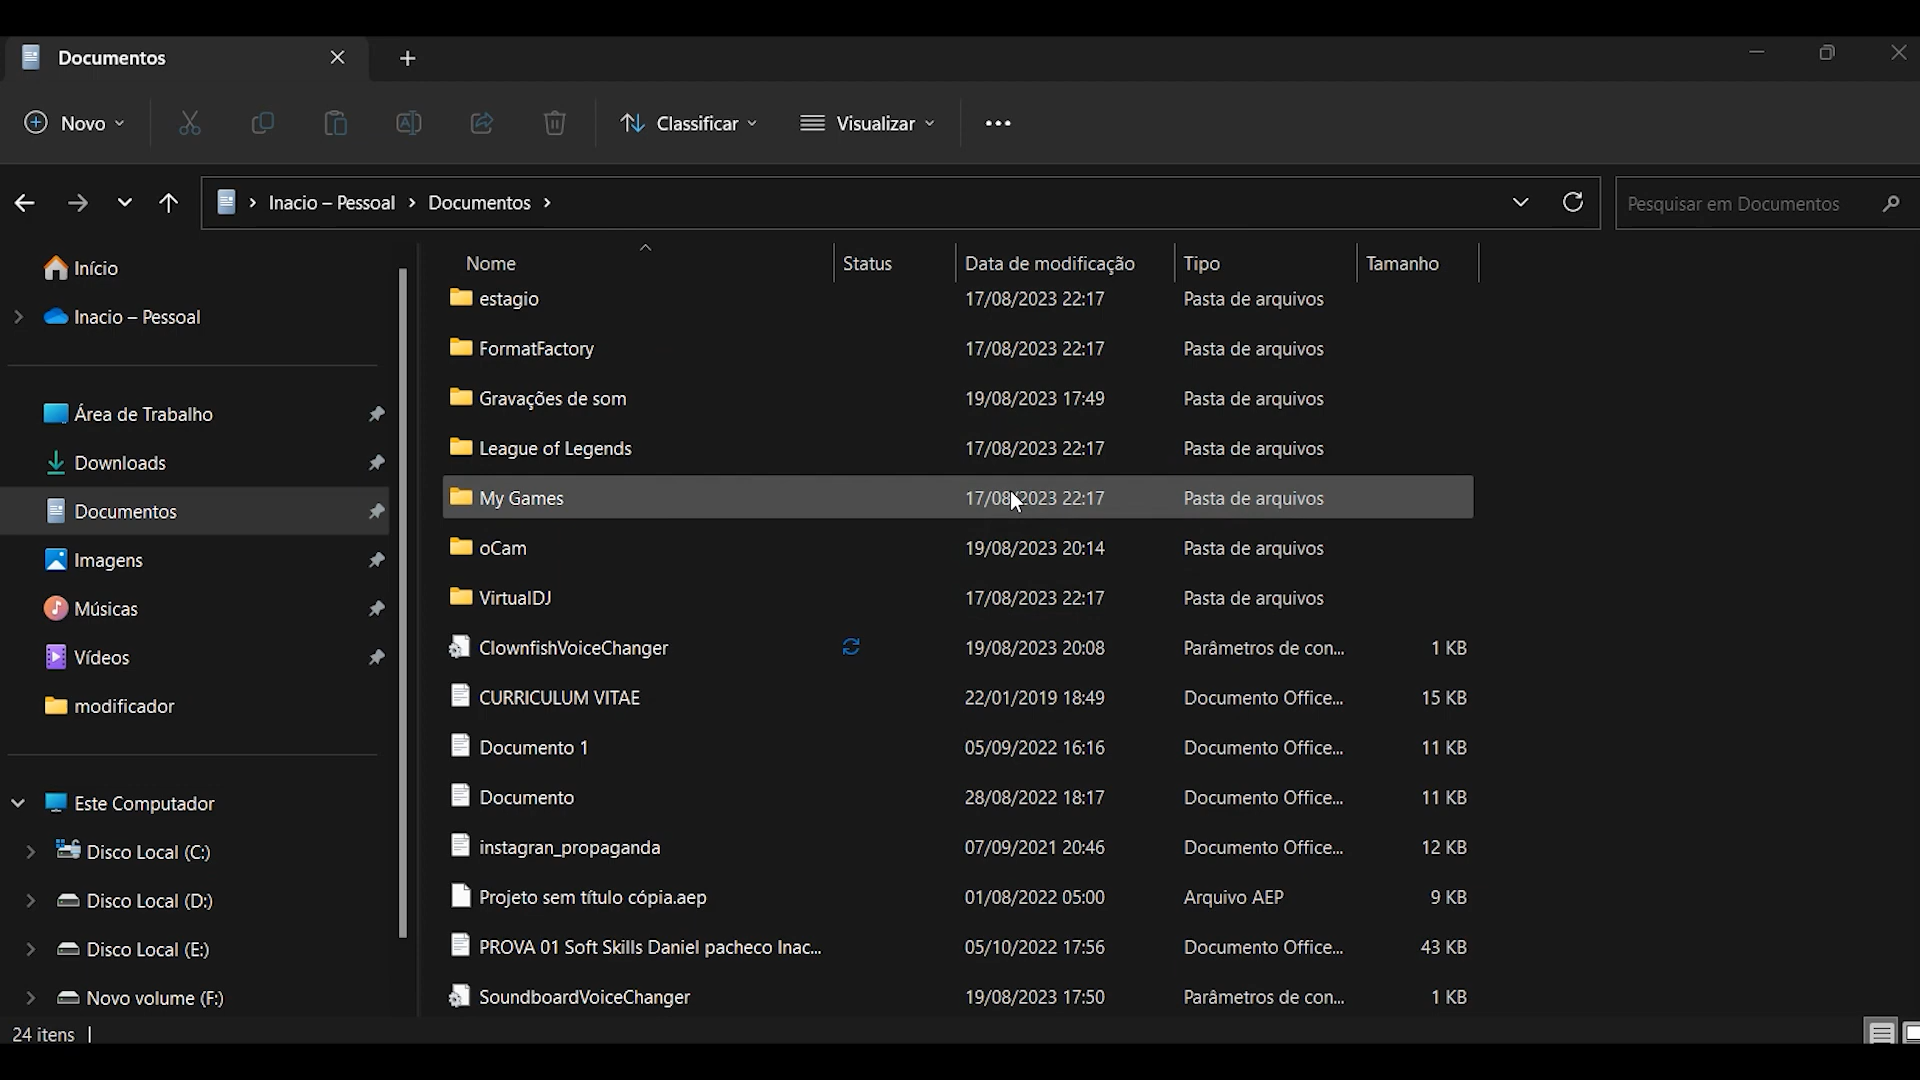 Documentos
Novo
Classificar
Visualizar
Inacio – Pessoal > Documentos >
Pesquisar em Documentos
Início
Inacio – Pessoal
Área de Trabalho
Downloads
Documentos
Imagens
Músicas
Vídeos
modificador
Este Computador
Disco Local (C:)
Disco Local (D:)
Disco Local (E:)
Novo volume (F:)
Nome Status Data de modificação Tipo Tamanho
estagio 17/08/2023 22:17 Pasta de arquivos
FormatFactory 17/08/2023 22:17 Pasta de arquivos
Gravações de som 19/08/2023 17:49 Pasta de arquivos
League of Legends 17/08/2023 22:17 Pasta de arquivos
My Games 17/08/2023 22:17 Pasta de arquivos
oCam 19/08/2023 20:14 Pasta de arquivos
VirtualDJ 17/08/2023 22:17 Pasta de arquivos
ClownfishVoiceChanger 19/08/2023 20:08 Parâmetros de con... 1 KB
CURRICULUM VITAE 22/01/2019 18:49 Documento Office... 15 KB
Documento 1 05/09/2022 16:16 Documento Office... 11 KB
Documento 28/08/2022 18:17 Documento Office... 11 KB
instagran_propaganda 07/09/2021 20:46 Documento Office... 12 KB
Projeto sem título cópia.aep 01/08/2022 05:00 Arquivo AEP 9 KB
PROVA 01 Soft Skills Daniel pacheco Inac... 05/10/2022 17:56 Documento Office... 43 KB
SoundboardVoiceChanger 19/08/2023 17:50 Parâmetros de con... 1 KB
24 itens